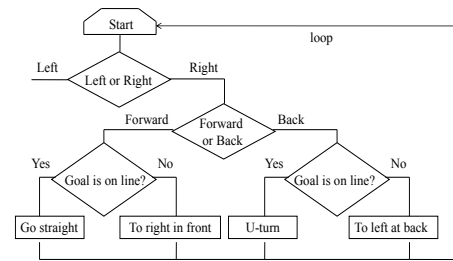 Start
loop
Left
Right
Left or Right
Forward
Back
Forward
or Back
Yes
No
Yes
No
Goal is on line?
Goal is on line?
Go straight
To right in front
U-turn
To left at back